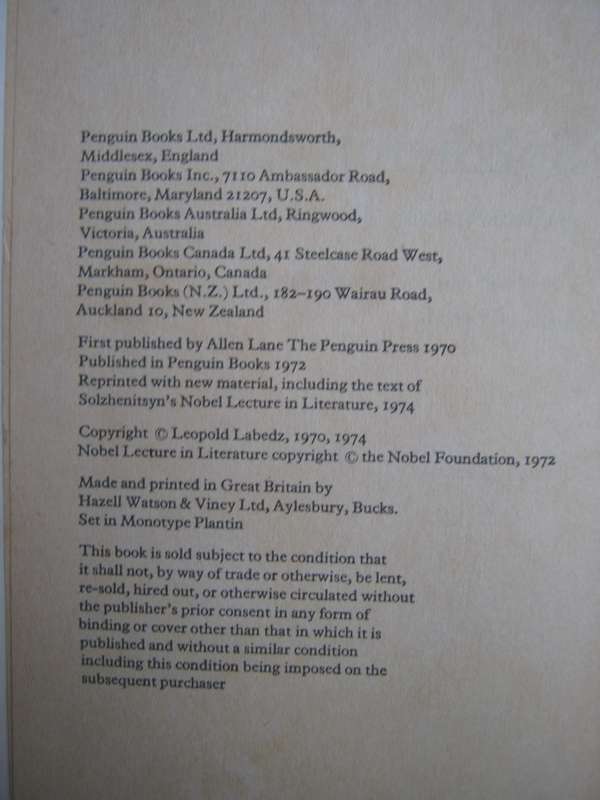 Penguin Books Ltd, Harmondsworth,
Middlesex, England
Penguin Books Inc., 7110 Ambassador Road,
Baltimore, Maryland 21207, U.S.A.
Penguin Books Australia Ltd, Ringwood,
Victoria, Australia
Penguin Books Canada Ltd, 41 Steelcase Road West,
Markham, Ontario, Canada
Penguin Books (N.Z.) Ltd., 182–190 Wairau Road,
Auckland 10, New Zealand
First published by Allen Lane The Penguin Press 1970
Published in Penguin Books 1972
Reprinted with new material, including the text of
Solzhenitsyn's Nobel Lecture in Literature, 1974
Copyright © Leopold Labedz, 1970, 1974
Nobel Lecture in Literature copyright © the Nobel Foundation, 1972
Made and printed in Great Britain by
Hazell Watson & Viney Ltd, Aylesbury, Bucks.
Set in Monotype Plantin
This book is sold subject to the condition that
it shall not, by way of trade or otherwise, be lent,
re-sold, hired out, or otherwise circulated without
the publisher's prior consent in any form of
binding or cover other than that in which it is
published and without a similar condition
including this condition being imposed on the
subsequent purchaser